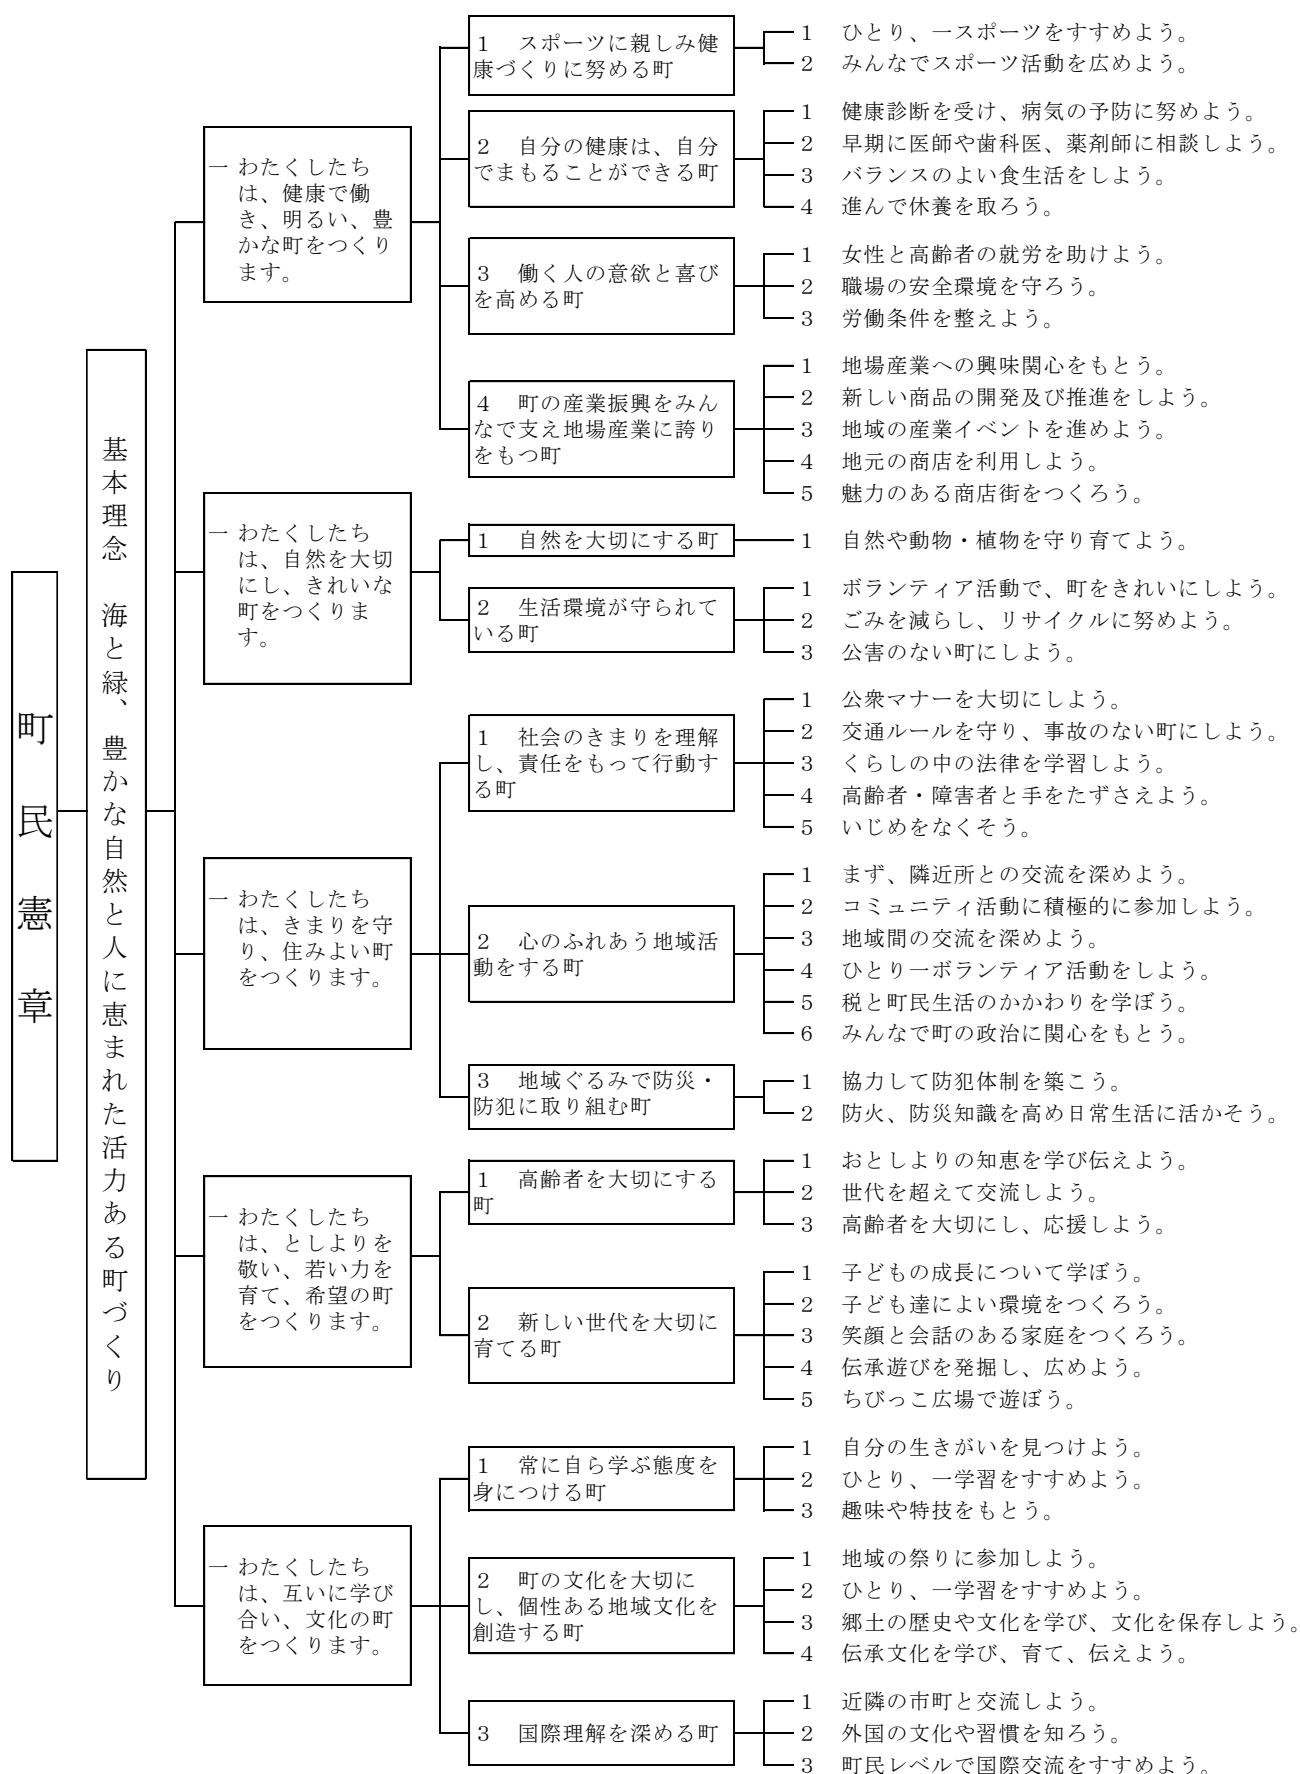 町民憲章
基本理念　海と緑、豊かな自然と人に恵まれた活力ある町づくり
一 わたくしたち
は、健康で働
き、明るい、豊
かな町をつくり
ます。
1　スポーツに親しみ健
康づくりに努める町
1　ひとり、一スポーツをすすめよう。
2　みんなでスポーツ活動を広めよう。
2　自分の健康は、自分
でまもることができる町
1　健康診断を受け、病気の予防に努めよう。
2　早期に医師や歯科医、薬剤師に相談しよう。
3　バランスのよい食生活をしよう。
4　進んで休養を取ろう。
3　働く人の意欲と喜び
を高める町
1　女性と高齢者の就労を助けよう。
2　職場の安全環境を守ろう。
3　労働条件を整えよう。
4　町の産業振興をみん
なで支え地場産業に誇り
をもつ町
1　地場産業への興味関心をもとう。
2　新しい商品の開発及び推進をしよう。
3　地域の産業イベントを進めよう。
4　地元の商店を利用しよう。
5　魅力のある商店街をつくろう。
一 わたくしたち
は、自然を大切
にし、きれいな
町をつくりま
す。
1　自然を大切にする町
1　自然や動物・植物を守り育てよう。
2　生活環境が守られて
いる町
1　ボランティア活動で、町をきれいにしよう。
2　ごみを減らし、リサイクルに努めよう。
3　公害のない町にしよう。
一 わたくしたち
は、きまりを守
り、住みよい町
をつくります。
1　社会のきまりを理解
し、責任をもって行動す
る町
1　公衆マナーを大切にしよう。
2　交通ルールを守り、事故のない町にしよう。
3　くらしの中の法律を学習しよう。
4　高齢者・障害者と手をたずさえよう。
5　いじめをなくそう。
2　心のふれあう地域活
動をする町
1　まず、隣近所との交流を深めよう。
2　コミュニティ活動に積極的に参加しよう。
3　地域間の交流を深めよう。
4　ひとり一ボランティア活動をしよう。
5　税と町民生活のかかわりを学ぼう。
6　みんなで町の政治に関心をもとう。
3　地域ぐるみで防災・
防犯に取り組む町
1　協力して防犯体制を築こう。
2　防火、防災知識を高め日常生活に活かそう。
一 わたくしたち
は、としよりを
敬い、若い力を
育て、希望の町
をつくります。
1　高齢者を大切にする
町
1　おとしよりの知恵を学び伝えよう。
2　世代を超えて交流しよう。
3　高齢者を大切にし、応援しよう。
2　新しい世代を大切に
育てる町
1　子どもの成長について学ぼう。
2　子ども達によい環境をつくろう。
3　笑顔と会話のある家庭をつくろう。
4　伝承遊びを発掘し、広めよう。
5　ちびっこ広場で遊ぼう。
一 わたくしたち
は、互いに学び
合い、文化の町
をつくります。
1　常に自ら学ぶ態度を
身につける町
1　自分の生きがいを見つけよう。
2　ひとり、一学習をすすめよう。
3　趣味や特技をもとう。
2　町の文化を大切に
し、個性ある地域文化を
創造する町
1　地域の祭りに参加しよう。
2　ひとり、一学習をすすめよう。
3　郷土の歴史や文化を学び、文化を保存しよう。
4　伝承文化を学び、育て、伝えよう。
3　国際理解を深める町
1　近隣の市町と交流しよう。
2　外国の文化や習慣を知ろう。
3　町民レベルで国際交流をすすめよう。